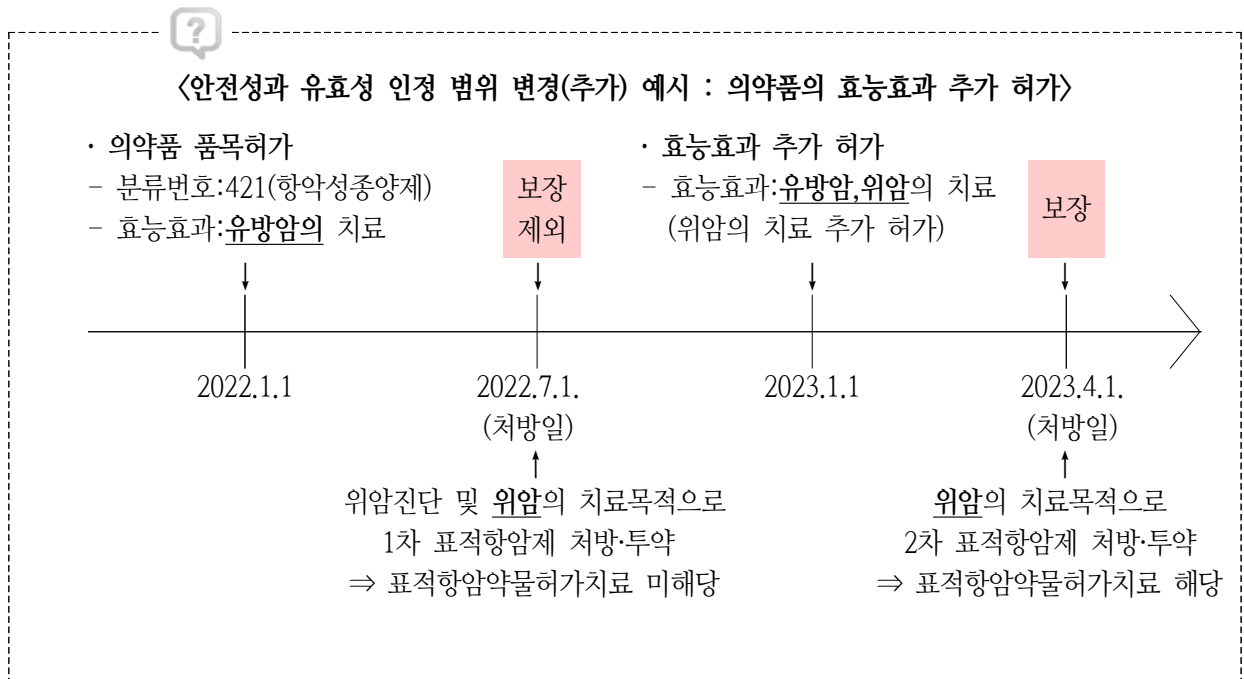 ?
〈안전성과 유효성 인정 범위 변경(추가) 예시 : 의약품의 효능효과 추가 허가〉
· 의약품 품목허가
- 분류번호:421(항악성종양제)
- 효능효과:유방암의 치료
보장
제외
· 효능효과 추가 허가
- 효능효과:유방암,위암의 치료
(위암의 치료 추가 허가)
보장
2022.1.1
2022.7.1.
(처방일)
2023.1.1
2023.4.1.
(처방일)
위암진단 및 위암의 치료목적으로
1차 표적항암제 처방·투약
⇒ 표적항암약물허가치료 미해당
위암의 치료목적으로
2차 표적항암제 처방·투약
⇒ 표적항암약물허가치료 해당